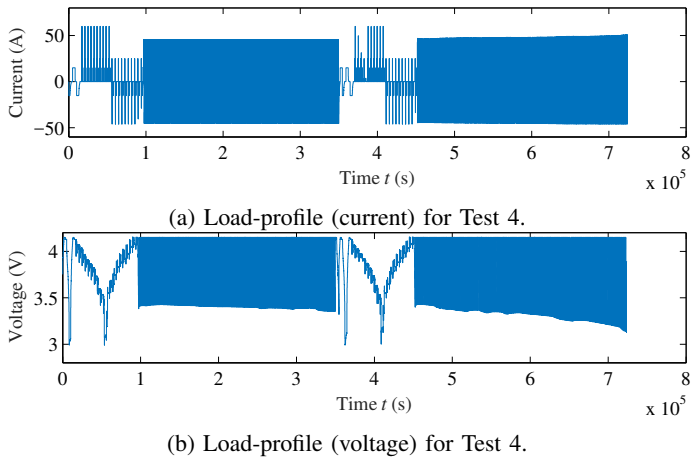 Current (A)
50
0
−50
0 1 2 3 4 5 6 7 8
Time t (s)
x 10^5
(a) Load-profile (current) for Test 4.
Voltage (V)
4
3.5
3
0 1 2 3 4 5 6 7 8
Time t (s)
x 10^5
(b) Load-profile (voltage) for Test 4.